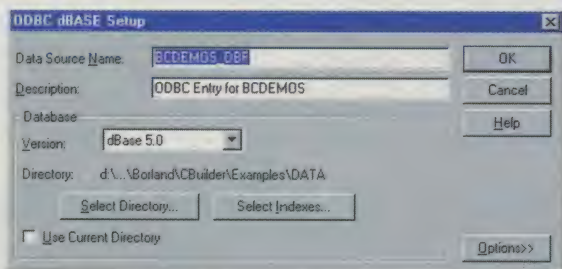 ODBC dBASE Setup
Data Source Name: BCDEMOS_DBF OK
Description: ODBC Entry for BCDEMOS Cancel
Database Help
Version: dBase 5.0
Directory: d:\...\Borland\CBuilder\Examples\DATA
Select Directory... Select Indexes...
Use Current Directory
Options>>